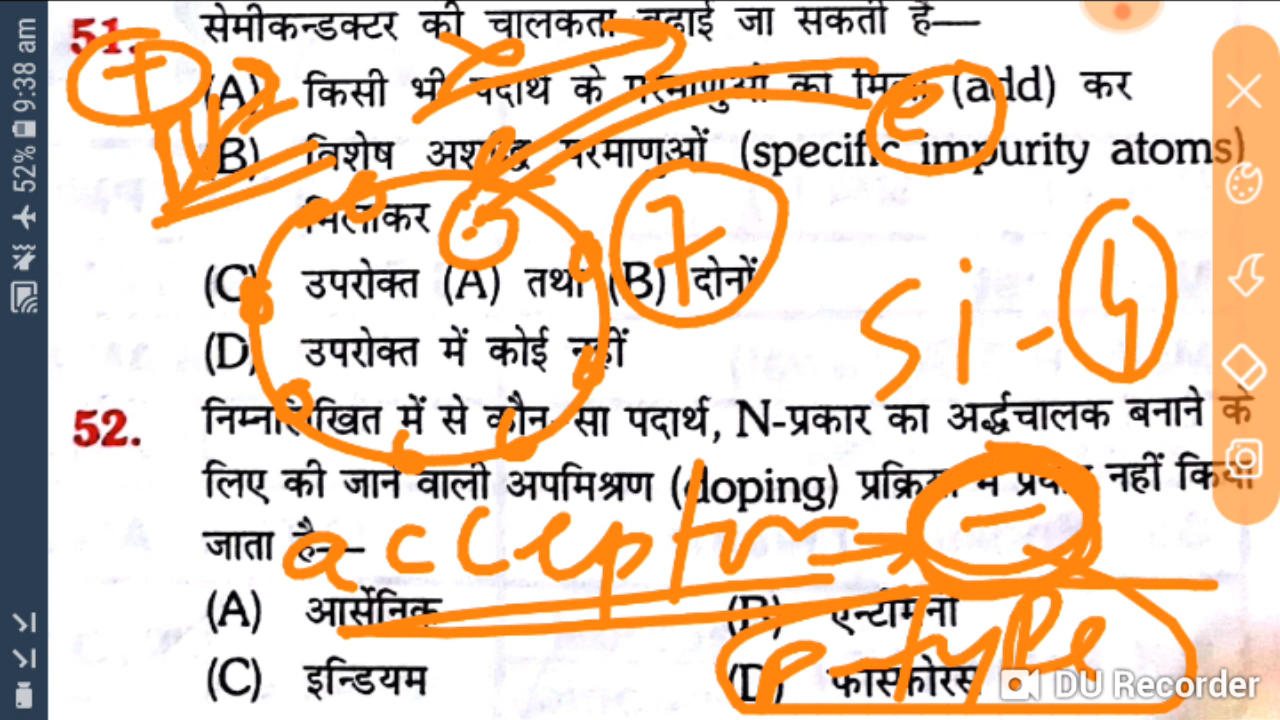 51. सेमीकन्डक्टर की चालकता बढाई जा सकती है—
(A) किसी भी पदार्थ के परमाणुओं को मिला (add) कर
(B) विशेष अशुद्धि परमाणुओं (specific impurity atoms)
मिलाकर
(C) उपरोक्त (A) तथा (B) दोनों
(D) उपरोक्त में कोई नहीं
52. निम्नलिखित में से कौन सा पदार्थ, N-प्रकार का अर्द्धचालक बनाने के
लिए की जाने वाली अपमिश्रण (doping) प्रक्रिया में प्रयोग नहीं किया
जाता है—
(A) आर्सेनिक (B) एन्टीमनी
(C) इन्डियम (D) फास्फोरस
+
e
7
Si - 4
acceptor
P-type
52% 9:38 am
DU Recorder